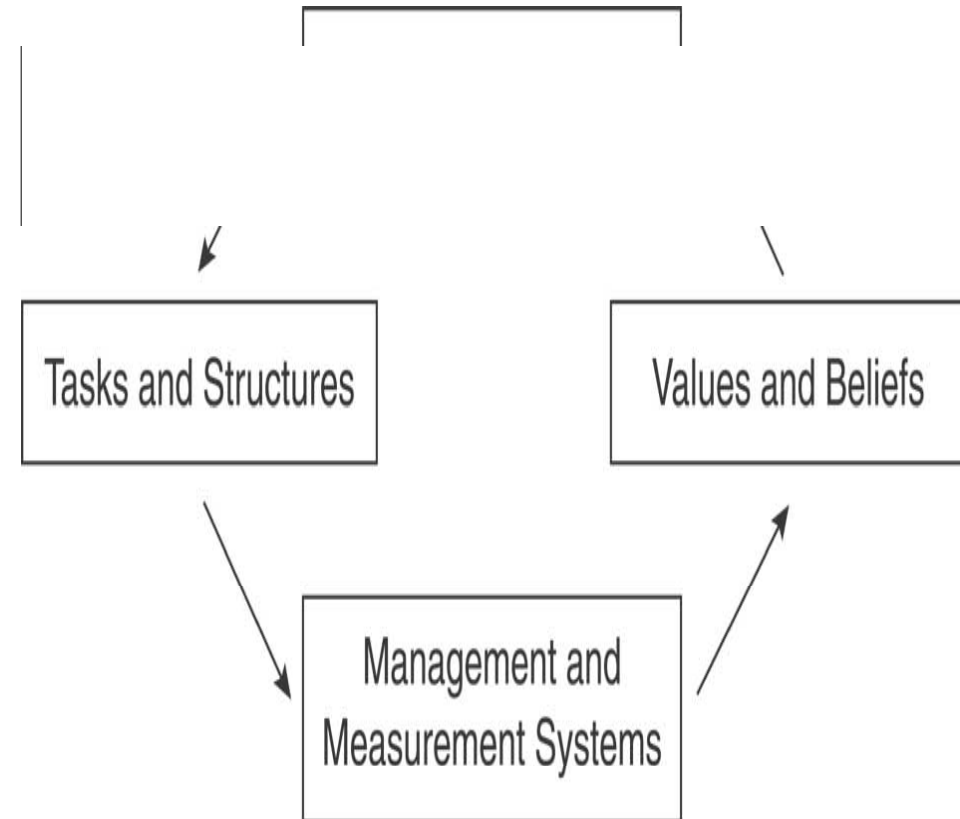 Tasks and Structures
Values and Beliefs
Management and
Measurement Systems